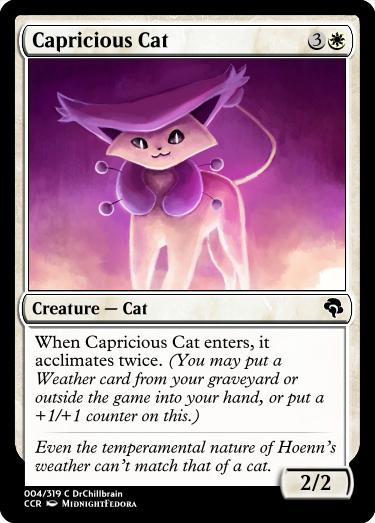 Capricious Cat 3
Creature — Cat
When Capricious Cat enters, it
acclimates twice. (You may put a
Weather card from your graveyard or
outside the game into your hand, or put a
+1/+1 counter on this.)
Even the temperamental nature of Hoenn's
weather can't match that of a cat.
2/2
004/319 C DrChillbrain
CCR MidnightFedora